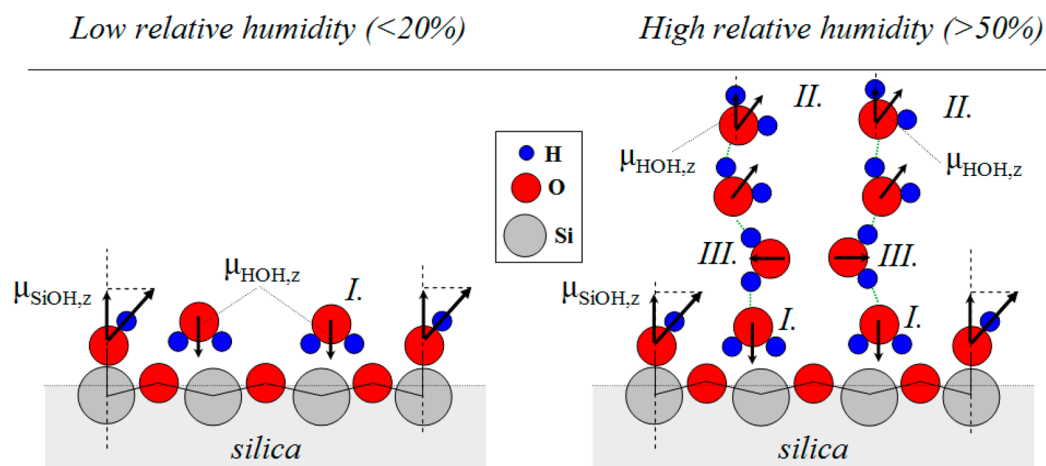 Low relative humidity (<20%)
High relative humidity (>50%)
II.
II.
μHOH,z
μHOH,z
H
O
Si
III.
III.
μHOH,z
I.
μSiOH,z
μSiOH,z
I.
I.
silica
silica